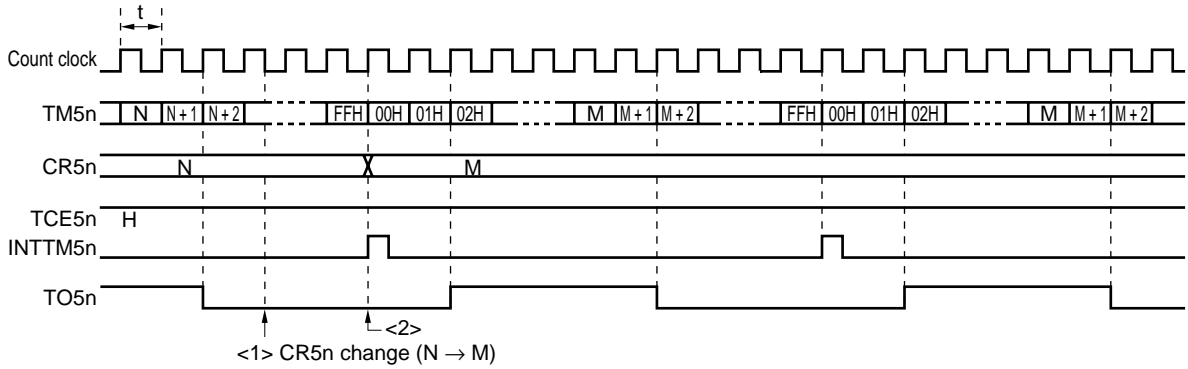 t
Count clock
TM5n N N + 1 N + 2 FFH 00H 01H 02H M M + 1 M + 2 FFH 00H 01H 02H M M + 1 M + 2
CR5n N M
TCE5n H
INTTM5n
TO5n
<2>
<1> CR5n change (N → M)